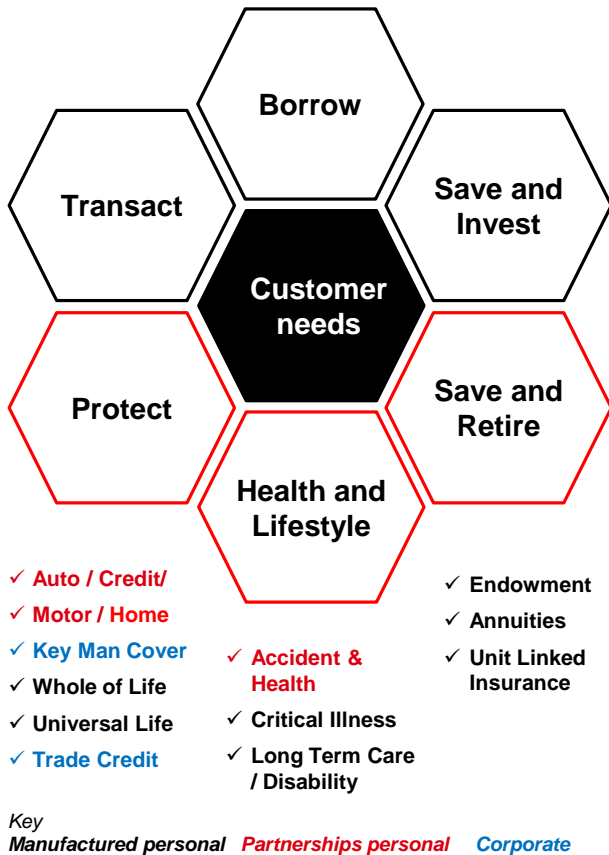 Borrow
Transact
Save and
Invest
Customer
needs
Protect
Save and
Retire
Health and
Lifestyle
✓ Auto / Credit/
✓ Motor / Home
✓ Key Man Cover
✓ Whole of Life
✓ Universal Life
✓ Trade Credit
✓ Accident &
Health
✓ Critical Illness
✓ Long Term Care
/ Disability
✓ Endowment
✓ Annuities
✓ Unit Linked
Insurance
Key
Manufactured personal Partnerships personal Corporate